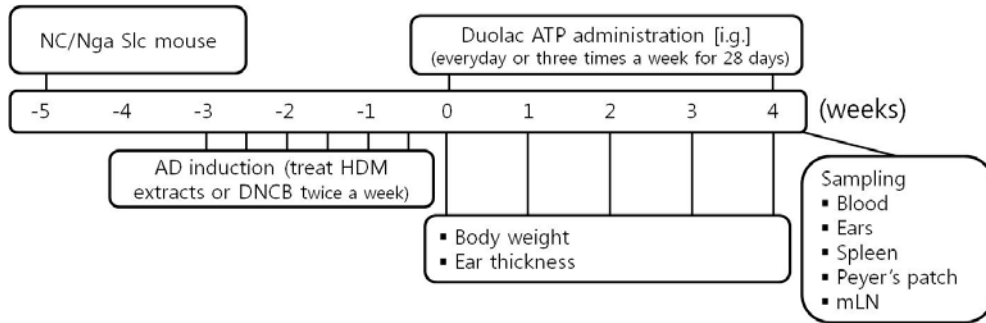 NC/Nga Slc mouse
Duolac ATP administration [i.g.]
(everyday or three times a week for 28 days)
-5 -4 -3 -2 -1 0 1 2 3 4 (weeks)
AD induction (treat HDM
extracts or DNCB twice a week)
▪ Body weight
▪ Ear thickness
Sampling
▪ Blood
▪ Ears
▪ Spleen
▪ Peyer's patch
▪ mLN